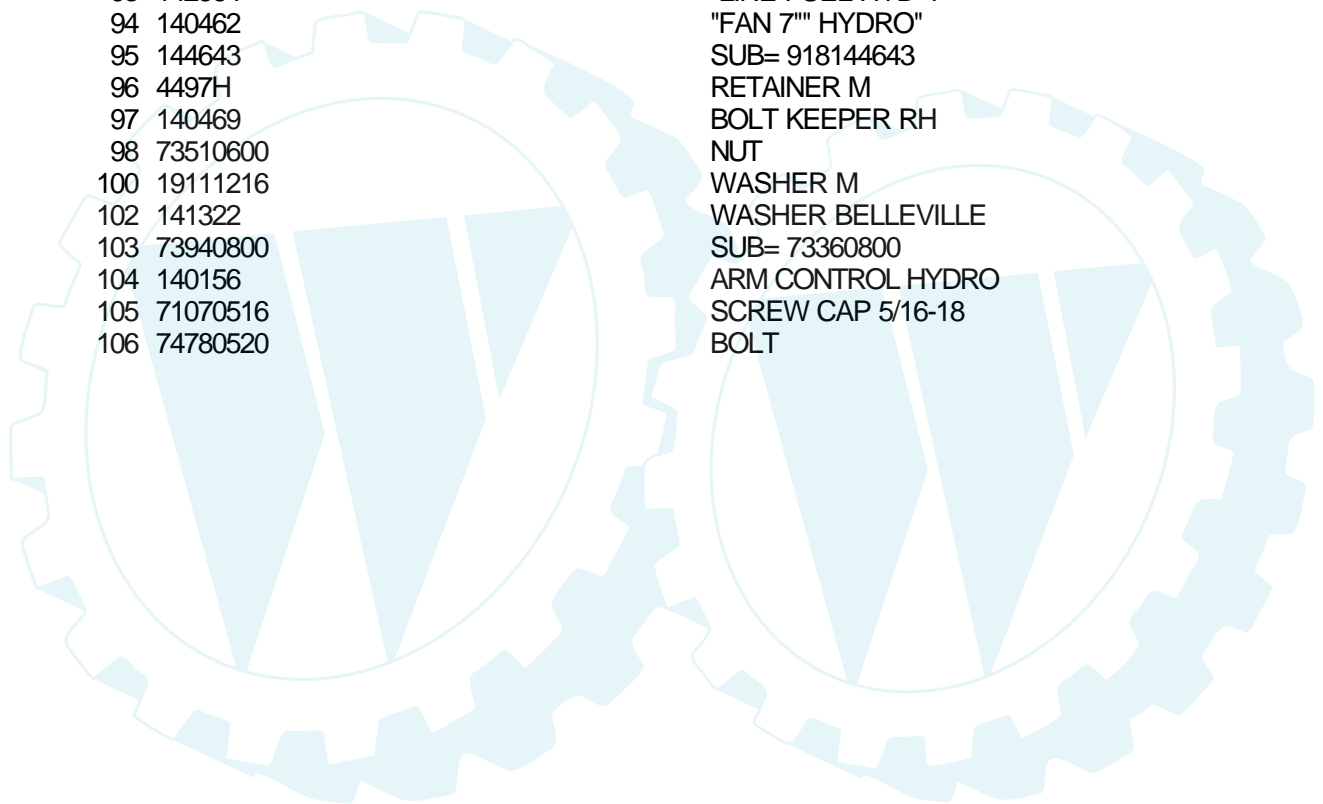 94 140462 "FAN 7"" HYDRO"
95 144643 SUB= 918144643
96 4497H RETAINER M
97 140469 BOLT KEEPER RH
98 73510600 NUT
100 19111216 WASHER M
102 141322 WASHER BELLEVILLE
103 73940800 SUB= 73360800
104 140156 ARM CONTROL HYDRO
105 71070516 SCREW CAP 5/16-18
106 74780520 BOLT